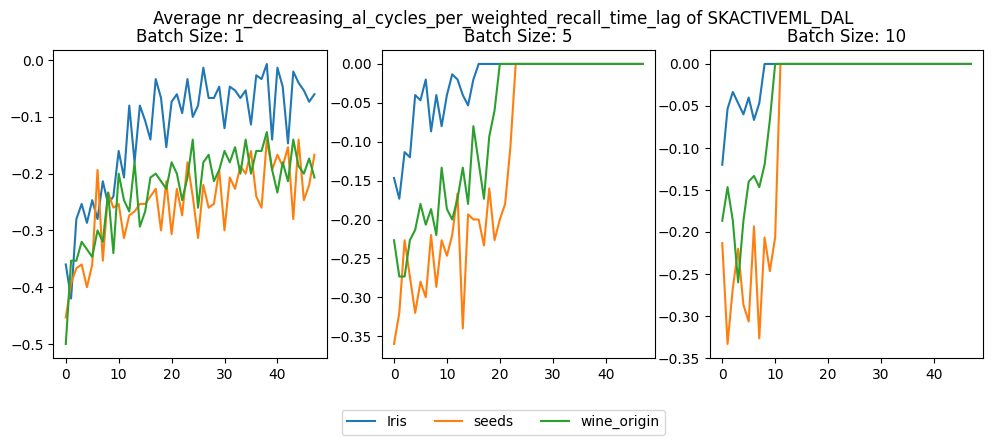 Average nr_decreasing_al_cycles_per_weighted_recall_time_lag of SKACTIVEML_DAL
Batch Size: 1
Batch Size: 5
Batch Size: 10
0.0
−0.1
−0.2
−0.3
−0.4
−0.5
0 10 20 30 40
0.00
−0.05
−0.10
−0.15
−0.20
−0.25
−0.30
−0.35
0 10 20 30 40
0.00
−0.05
−0.10
−0.15
−0.20
−0.25
−0.30
−0.35
0 10 20 30 40
Iris seeds wine_origin